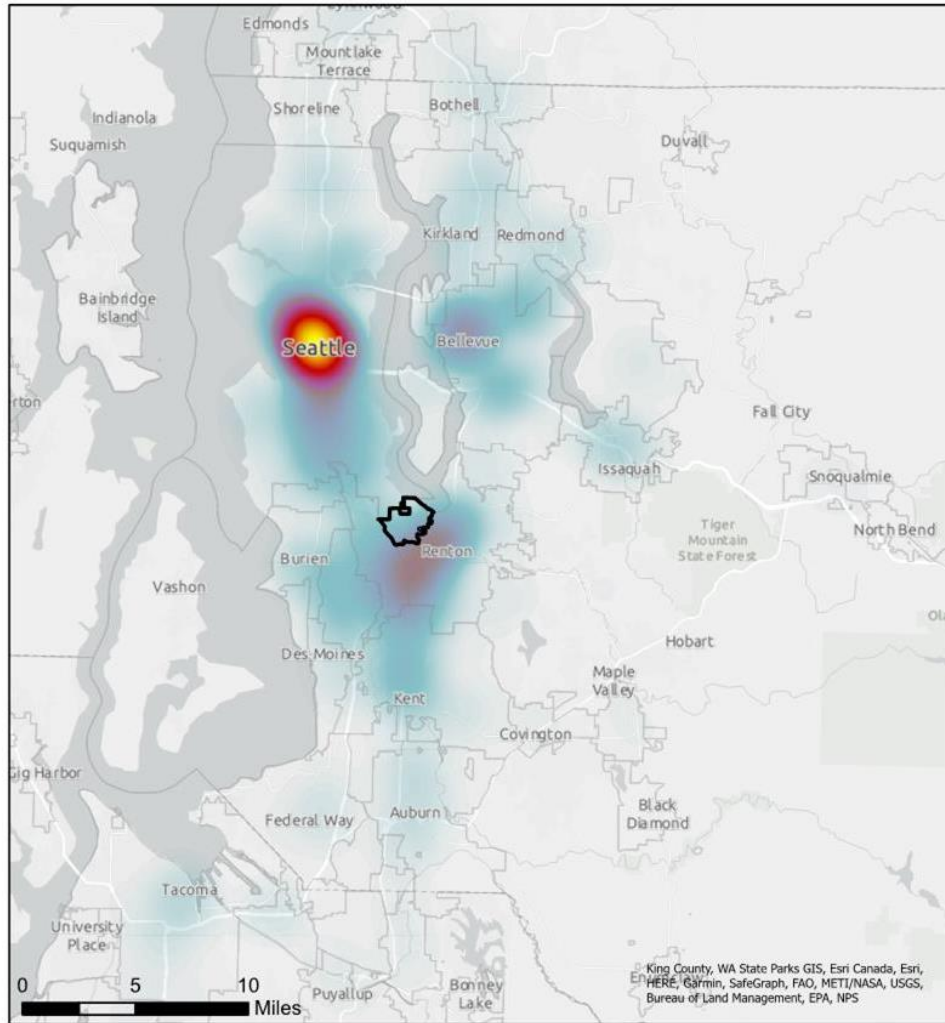 Edmonds
Mountlake
Terrace
Shoreline
Bothell
Indianola
Duvall
Suquamish
Kirkland
Redmond
Bainbridge
Island
Seattle
Bellevue
Fall City
Issaquah
Snoqualmie
North Bend
Tiger
Mountain
State Forest
Renton
Burien
Vashon
Hobart
Des Moines
Maple
Valley
Kent
Covington
Gig Harbor
Federal Way
Auburn
Black
Diamond
Tacoma
University
Place
Puyallup
Bonney
Lake
0 5 10
Miles
King County, WA State Parks GIS, Esri Canada, Esri,
HERE, Garmin, SafeGraph, FAO, METI/NASA, USGS,
Bureau of Land Management, EPA, NPS